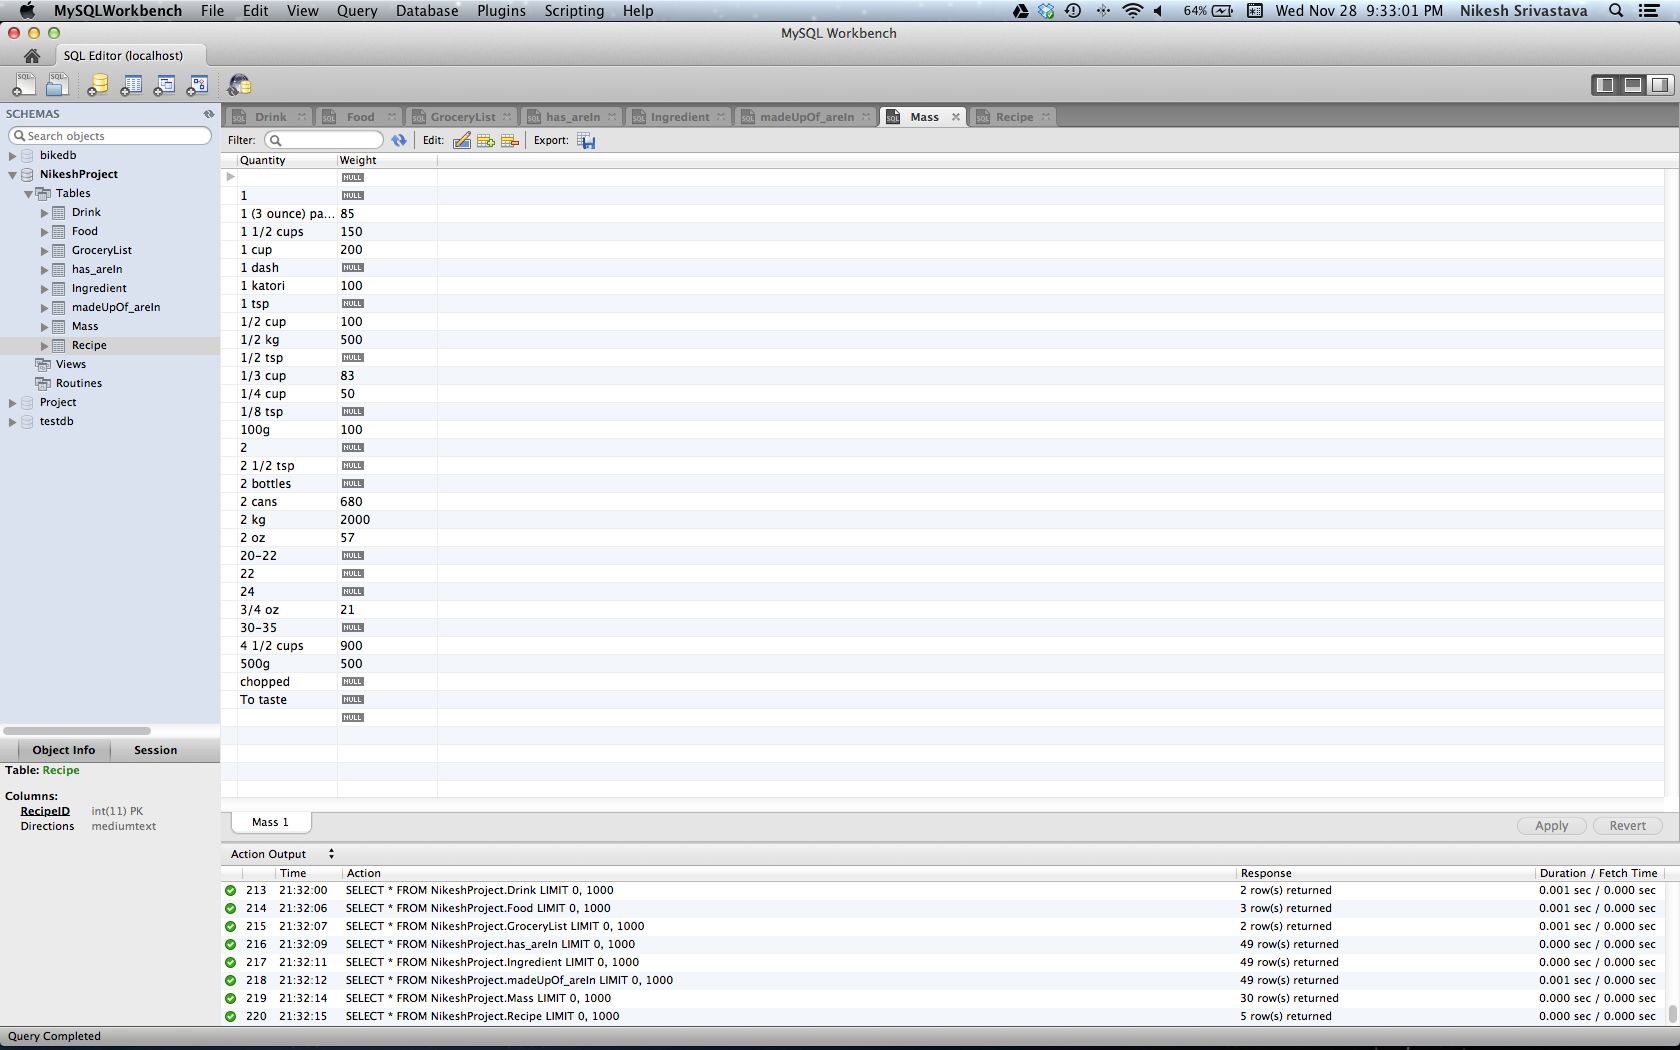 MySQLWorkbench File Edit View Query Database Plugins Scripting Help 64% Wed Nov 28 9:33:01 PM Nikesh Srivastava
MySQL Workbench
SQL Editor (localhost)
SCHEMAS
Search objects
bikedb
NikeshProject
Tables
Drink
Food
GroceryList
has_areIn
Ingredient
madeUpOf_areIn
Mass
Recipe
Views
Routines
Project
testdb
Object Info Session
Table: Recipe
Columns:
RecipeID int(11) PK
Directions mediumtext
Drink Food GroceryList has_areIn Ingredient madeUpOf_areIn Mass Recipe
Filter: Edit: Export:
Quantity Weight
NULL
1 NULL
1 (3 ounce) pa... 85
1 1/2 cups 150
1 cup 200
1 dash NULL
1 katori 100
1 tsp NULL
1/2 cup 100
1/2 kg 500
1/2 tsp NULL
1/3 cup 83
1/4 cup 50
1/8 tsp NULL
100g 100
2 NULL
2 1/2 tsp NULL
2 bottles NULL
2 cans 680
2 kg 2000
2 oz 57
20-22 NULL
22 NULL
24 NULL
3/4 oz 21
30-35 NULL
4 1/2 cups 900
500g 500
chopped NULL
To taste NULL
NULL
Mass 1 Apply Revert
Action Output
Time Action Response Duration / Fetch Time
213 21:32:00 SELECT * FROM NikeshProject.Drink LIMIT 0, 1000 2 row(s) returned 0.001 sec / 0.000 sec
214 21:32:06 SELECT * FROM NikeshProject.Food LIMIT 0, 1000 3 row(s) returned 0.001 sec / 0.000 sec
215 21:32:07 SELECT * FROM NikeshProject.GroceryList LIMIT 0, 1000 2 row(s) returned 0.001 sec / 0.000 sec
216 21:32:09 SELECT * FROM NikeshProject.has_areIn LIMIT 0, 1000 49 row(s) returned 0.000 sec / 0.000 sec
217 21:32:11 SELECT * FROM NikeshProject.Ingredient LIMIT 0, 1000 49 row(s) returned 0.000 sec / 0.000 sec
218 21:32:12 SELECT * FROM NikeshProject.madeUpOf_areIn LIMIT 0, 1000 49 row(s) returned 0.001 sec / 0.000 sec
219 21:32:14 SELECT * FROM NikeshProject.Mass LIMIT 0, 1000 30 row(s) returned 0.000 sec / 0.000 sec
220 21:32:15 SELECT * FROM NikeshProject.Recipe LIMIT 0, 1000 5 row(s) returned 0.000 sec / 0.000 sec
Query Completed